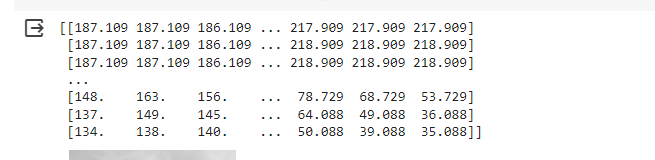 [[187.109 187.109 186.109 ... 217.909 217.909 217.909]
[187.109 187.109 186.109 ... 218.909 218.909 218.909]
[187.109 187.109 186.109 ... 218.909 218.909 218.909]
...
[148. 163. 156. ... 78.729 68.729 53.729]
[137. 149. 145. ... 64.088 49.088 36.088]
[134. 138. 140. ... 50.088 39.088 35.088]]